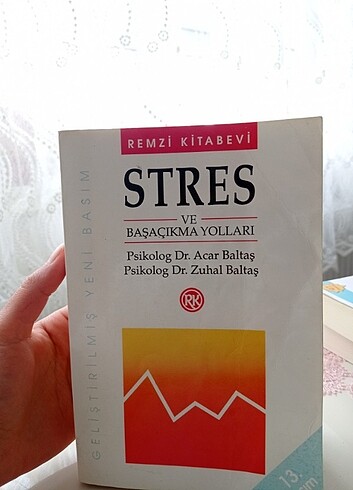 REMZİ KİTABEVİ
STRES
VE
BAŞAÇIKMA YOLLARI
Psikolog Dr. Acar Baltaş
Psikolog Dr. Zuhal Baltaş
RK
GELİŞTİRİLMİŞ YENİ BASIM
13.